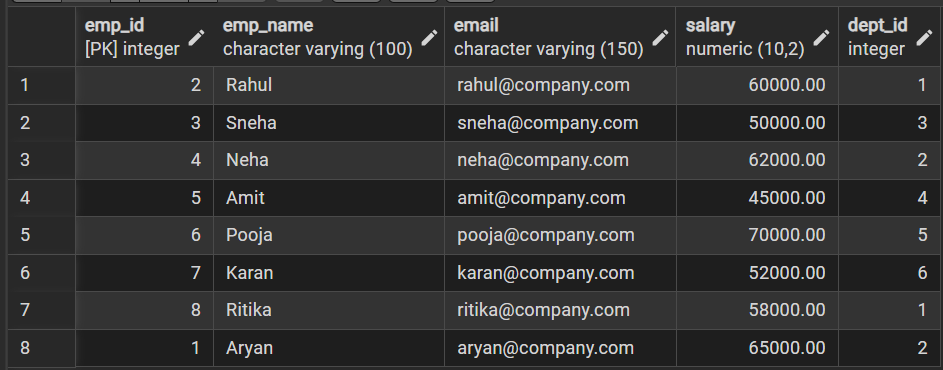 emp_id emp_name email salary dept_id
[PK] integer character varying (100) character varying (150) numeric (10,2) integer
1 2 Rahul rahul@company.com 60000.00 1
2 3 Sneha sneha@company.com 50000.00 3
3 4 Neha neha@company.com 62000.00 2
4 5 Amit amit@company.com 45000.00 4
5 6 Pooja pooja@company.com 70000.00 5
6 7 Karan karan@company.com 52000.00 6
7 8 Ritika ritika@company.com 58000.00 1
8 1 Aryan aryan@company.com 65000.00 2